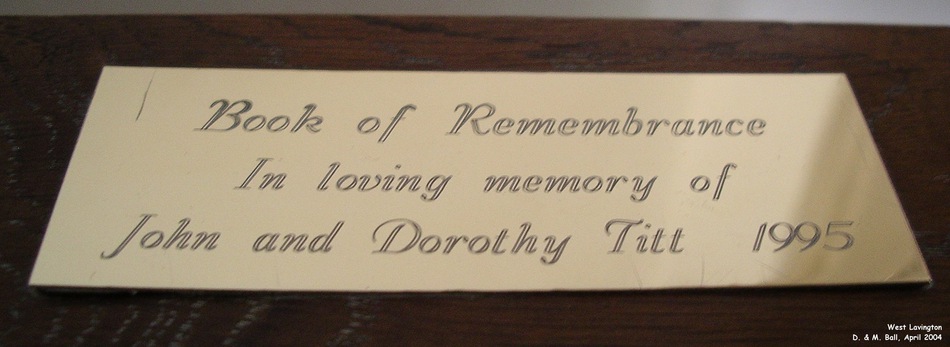 Book of Remembrance
In loving memory of
John and Dorothy Titt 1995
West Lavington
D. & M. Ball, April 2004